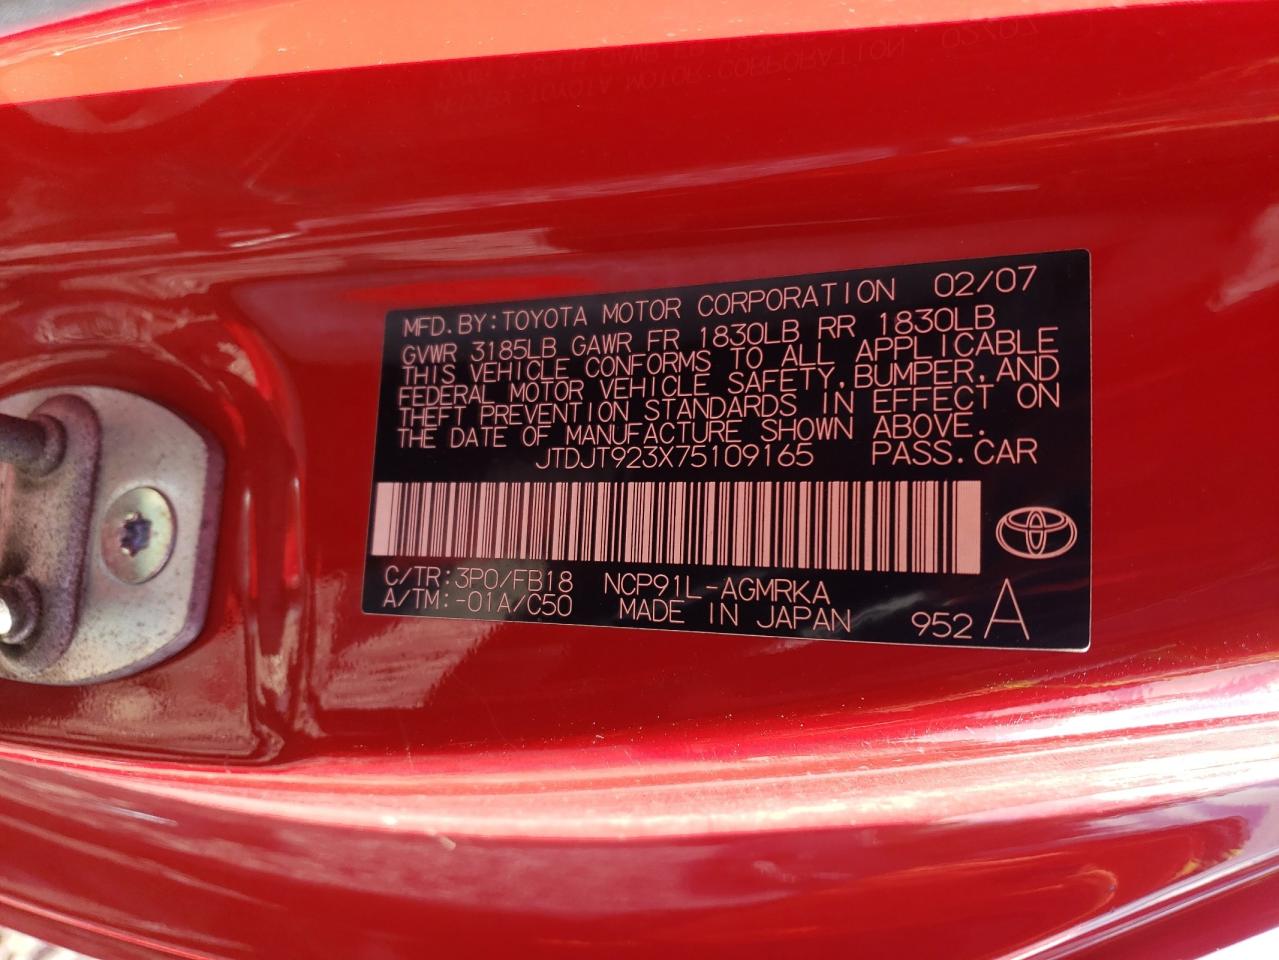 MFD.BY:TOYOTA MOTOR CORPORATION 02/07
GVWR 3185LB GAWR FR 1830LB RR 1830LB
THIS VEHICLE CONFORMS TO ALL APPLICABLE
FEDERAL MOTOR VEHICLE SAFETY,BUMPER,AND
THEFT PREVENTION STANDARDS IN EFFECT ON
THE DATE OF MANUFACTURE SHOWN ABOVE.
JTDJT923X75109165 PASS.CAR
C/TR:3P0/FB18 NCP91L-AGMRKA
A/TM:-01A/C50 MADE IN JAPAN 952 A